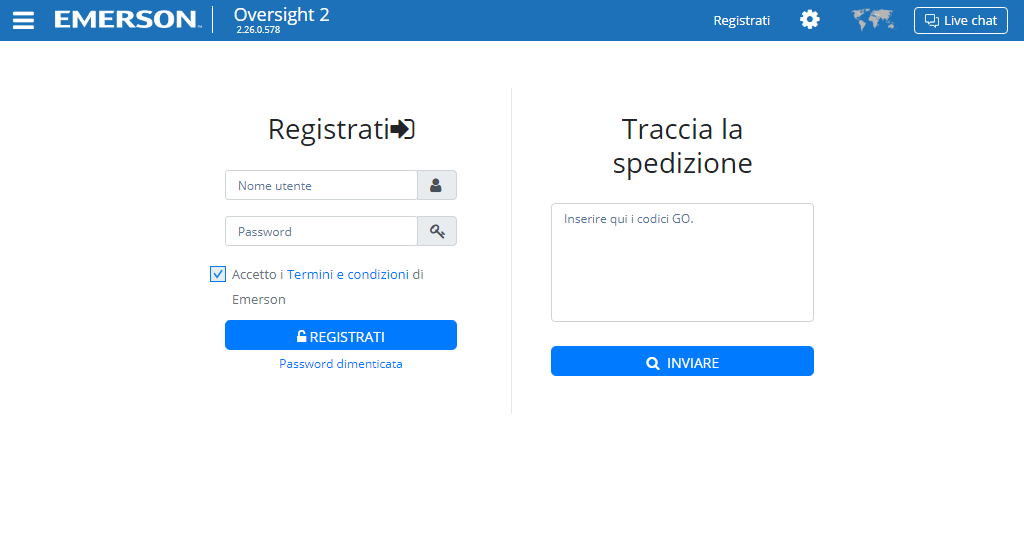 EMERSON
Oversight 2
2.26.0.578
Registrati
Live chat
Registrati
Nome utente
Password
Accetto i Termini e condizioni di
Emerson
REGISTRATI
Password dimenticata
Traccia la
spedizione
Inserire qui i codici GO.
INVIARE